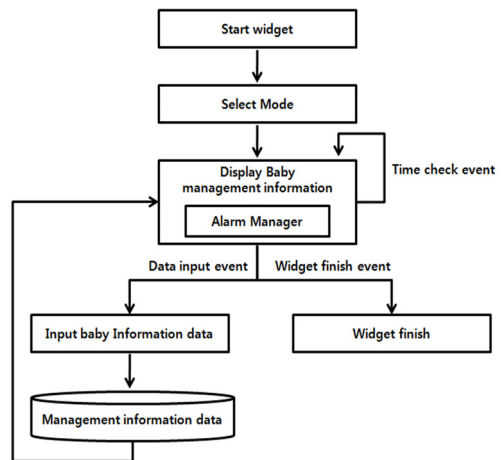 Start widget
Select Mode
Display Baby
management information
Time check event
Alarm Manager
Data input event
Widget finish event
Input baby Information data
Widget finish
Management information data